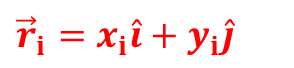 r⃗ᵢ = xᵢî + yᵢĵ